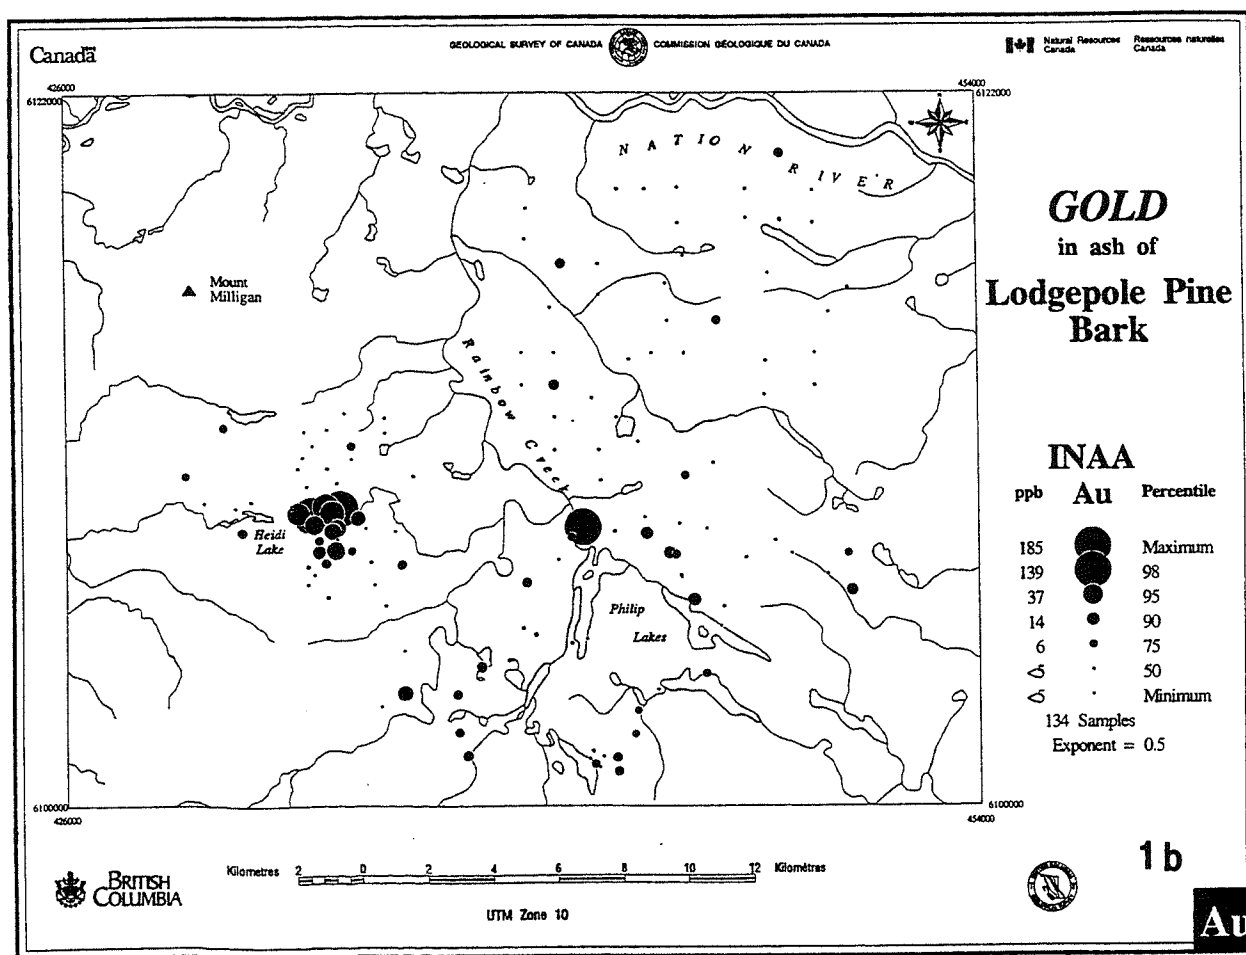 Canada
GEOLOGICAL SURVEY OF CANADA
COMMISSION GÉOLOGIQUE DU CANADA
Natural Resources
Canada
Ressources naturelles
Canada
426000
6122000
454000
6122000
NATION RIVER
Mount
Milligan
Rainbow Creek
Heidi
Lake
Philip
Lakes
6100000
426000
6100000
454000
GOLD
in ash of
Lodgepole Pine
Bark
INAA
ppb Au Percentile
185 Maximum
139 98
37 95
14 90
6 75
<5 50
<5 Minimum
134 Samples
Exponent = 0.5
BRITISH
COLUMBIA
Kilometres 2 0 2 4 6 8 10 12 Kilomètres
UTM Zone 10
1b
Au